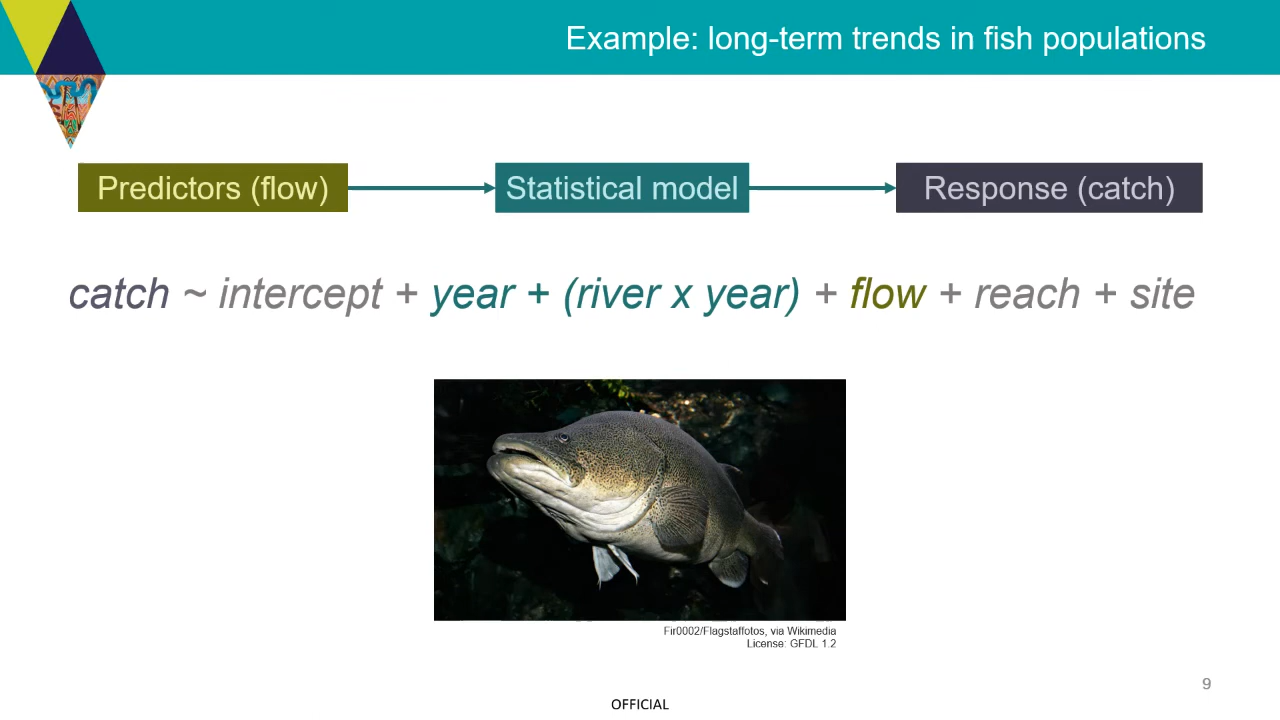 Example: long-term trends in fish populations
Predictors (flow)
Statistical model
Response (catch)
catch ~ intercept + year + (river x year) + flow + reach + site
Fir0002/Flagstaffotos, via Wikimedia
License: GFDL 1.2
9
OFFICIAL